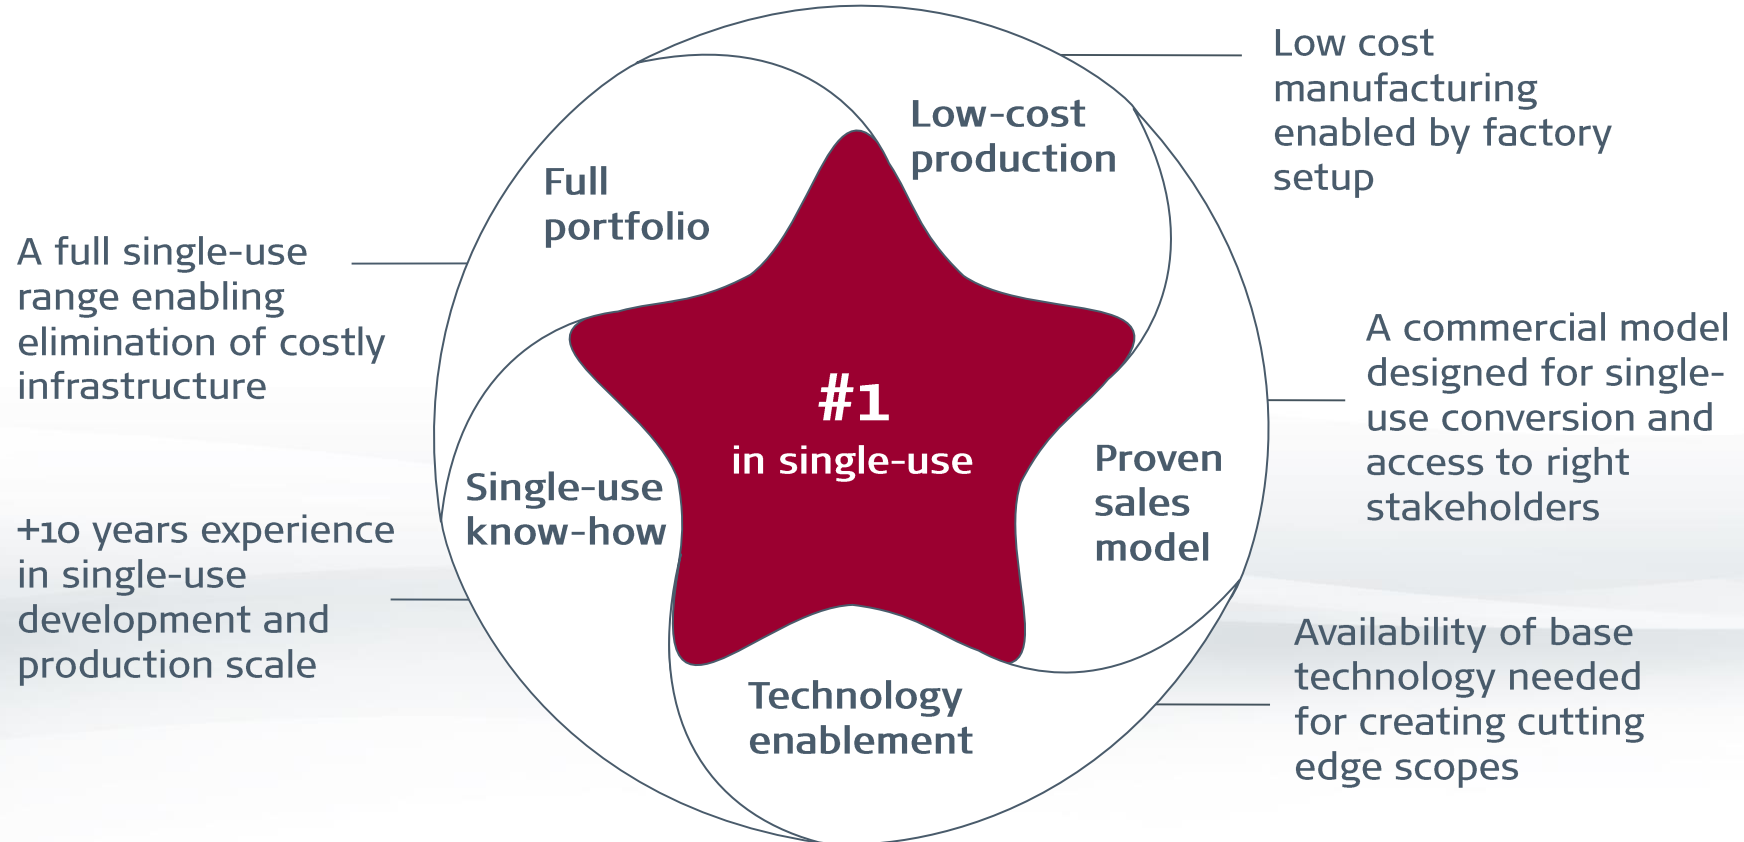 Low cost
manufacturing
enabled by factory
setup
Low-cost
production
Full
portfolio
A full single-use
range enabling
elimination of costly
infrastructure
A commercial model
designed for single-
use conversion and
access to right
stakeholders
#1
in single-use
Proven
sales
model
Single-use
know-how
+10 years experience
in single-use
development and
production scale
Availability of base
technology needed
for creating cutting
edge scopes
Technology
enablement